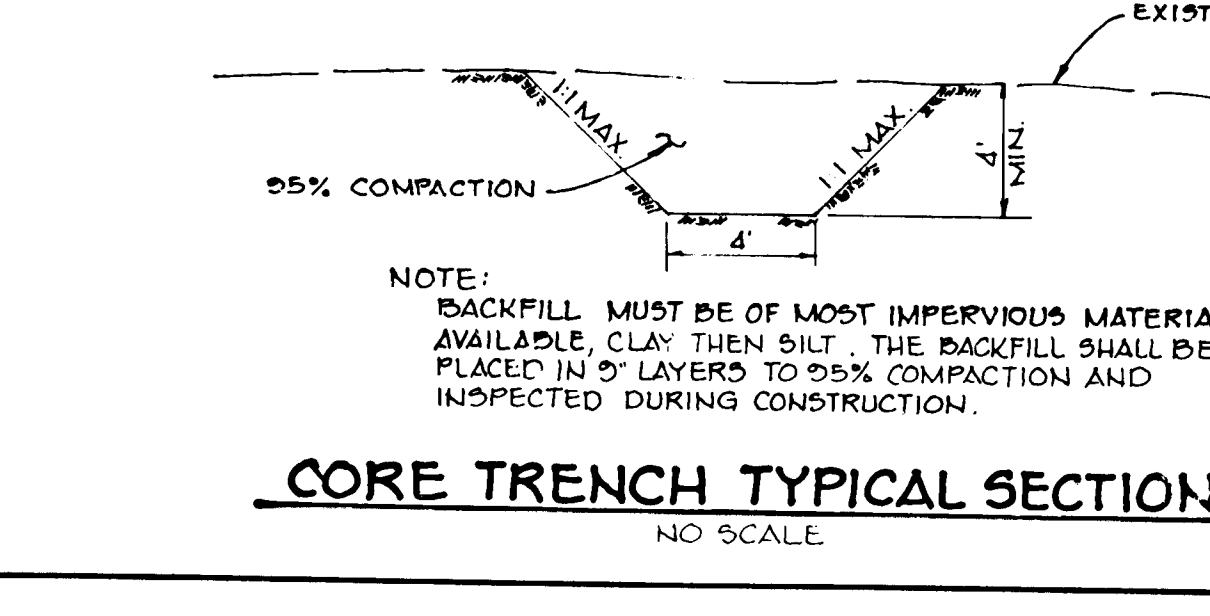 EXIST
1:1 MAX.
1:1 MAX.
4' MIN.
95% COMPACTION
4'
NOTE:
BACKFILL MUST BE OF MOST IMPERVIOUS MATERIA
AVAILABLE, CLAY THEN SILT. THE BACKFILL SHALL BE
PLACED IN 9" LAYERS TO 95% COMPACTION AND
INSPECTED DURING CONSTRUCTION.
CORE TRENCH TYPICAL SECTION
NO SCALE